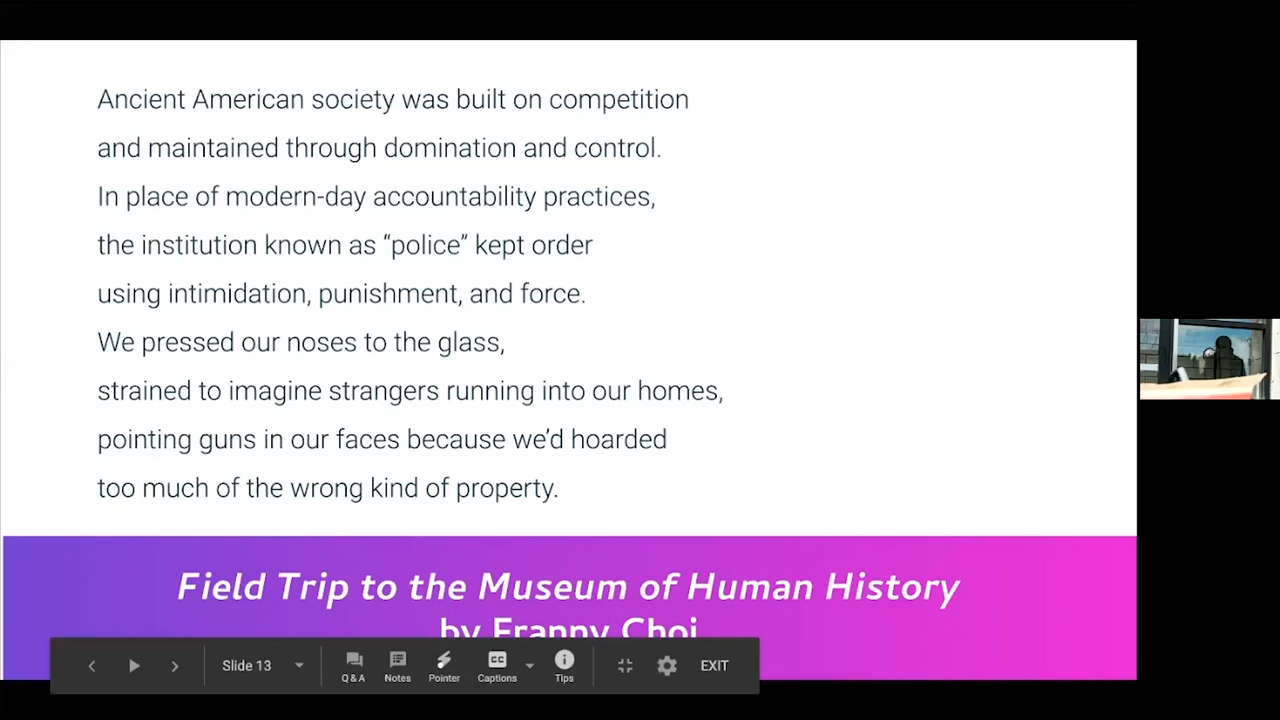 Ancient American society was built on competition
and maintained through domination and control.
In place of modern-day accountability practices,
the institution known as “police” kept order
using intimidation, punishment, and force.
We pressed our noses to the glass,
strained to imagine strangers running into our homes,
pointing guns in our faces because we’d hoarded
too much of the wrong kind of property.
Field Trip to the Museum of Human History
by Franny Choi
Slide 13
Q & A
Notes
Pointer
CC
Captions
Tips
EXIT